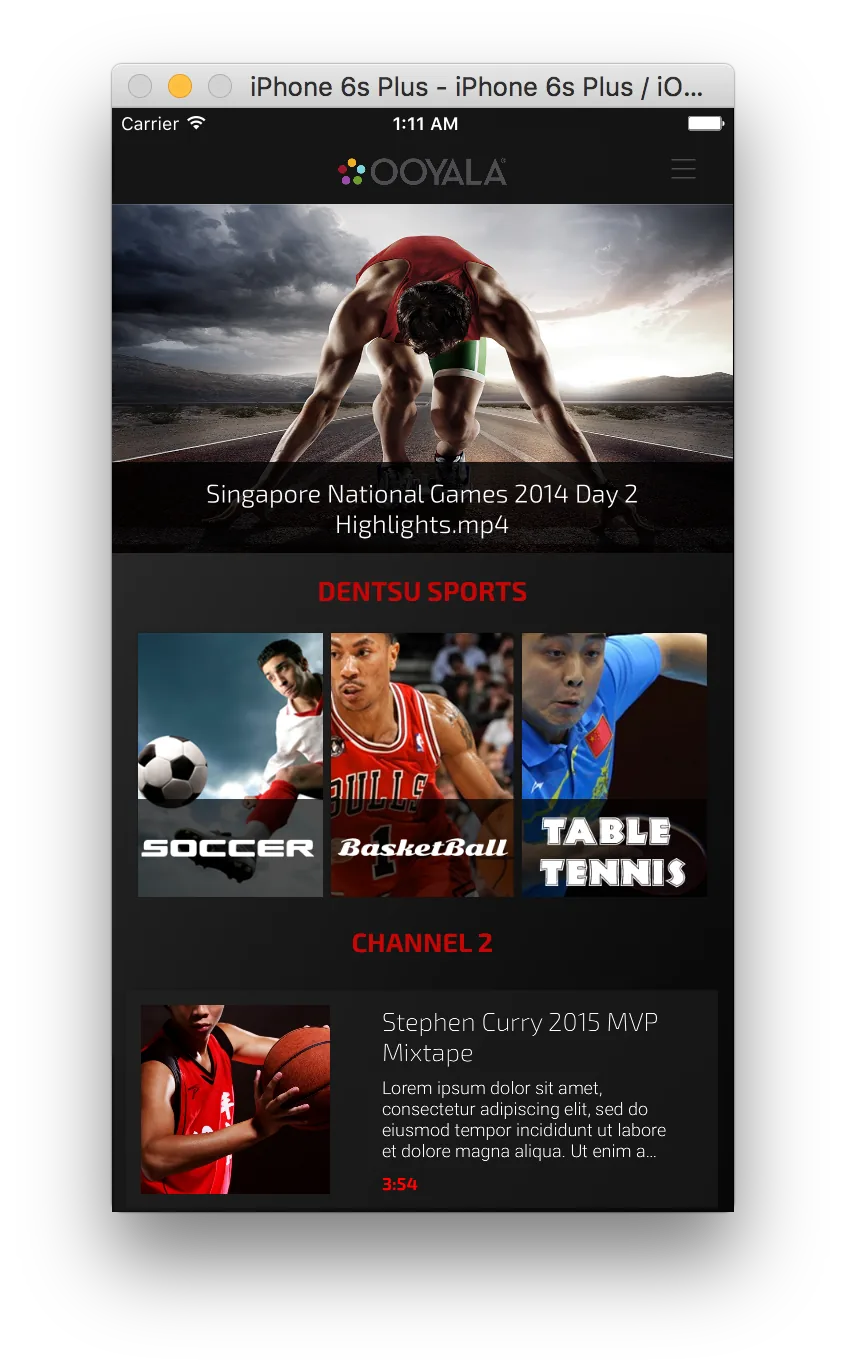 iPhone 6s Plus - iPhone 6s Plus / iO...
Carrier 1:11 AM
OOYALA
Singapore National Games 2014 Day 2
Highlights.mp4
DENTSU SPORTS
BULLS
1
SOCCER BasketBall TABLE
TENNIS
CHANNEL 2
Stephen Curry 2015 MVP
Mixtape
Lorem ipsum dolor sit amet,
consectetur adipiscing elit, sed do
eiusmod tempor incididunt ut labore
et dolore magna aliqua. Ut enim a...
3:54